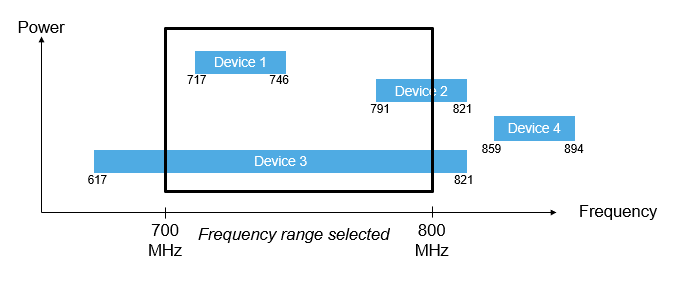 Power
Device 1
717 746
Device 2
791 821
Device 4
859 894
Device 3
617 821
Frequency
700 MHz
Frequency range selected
800 MHz